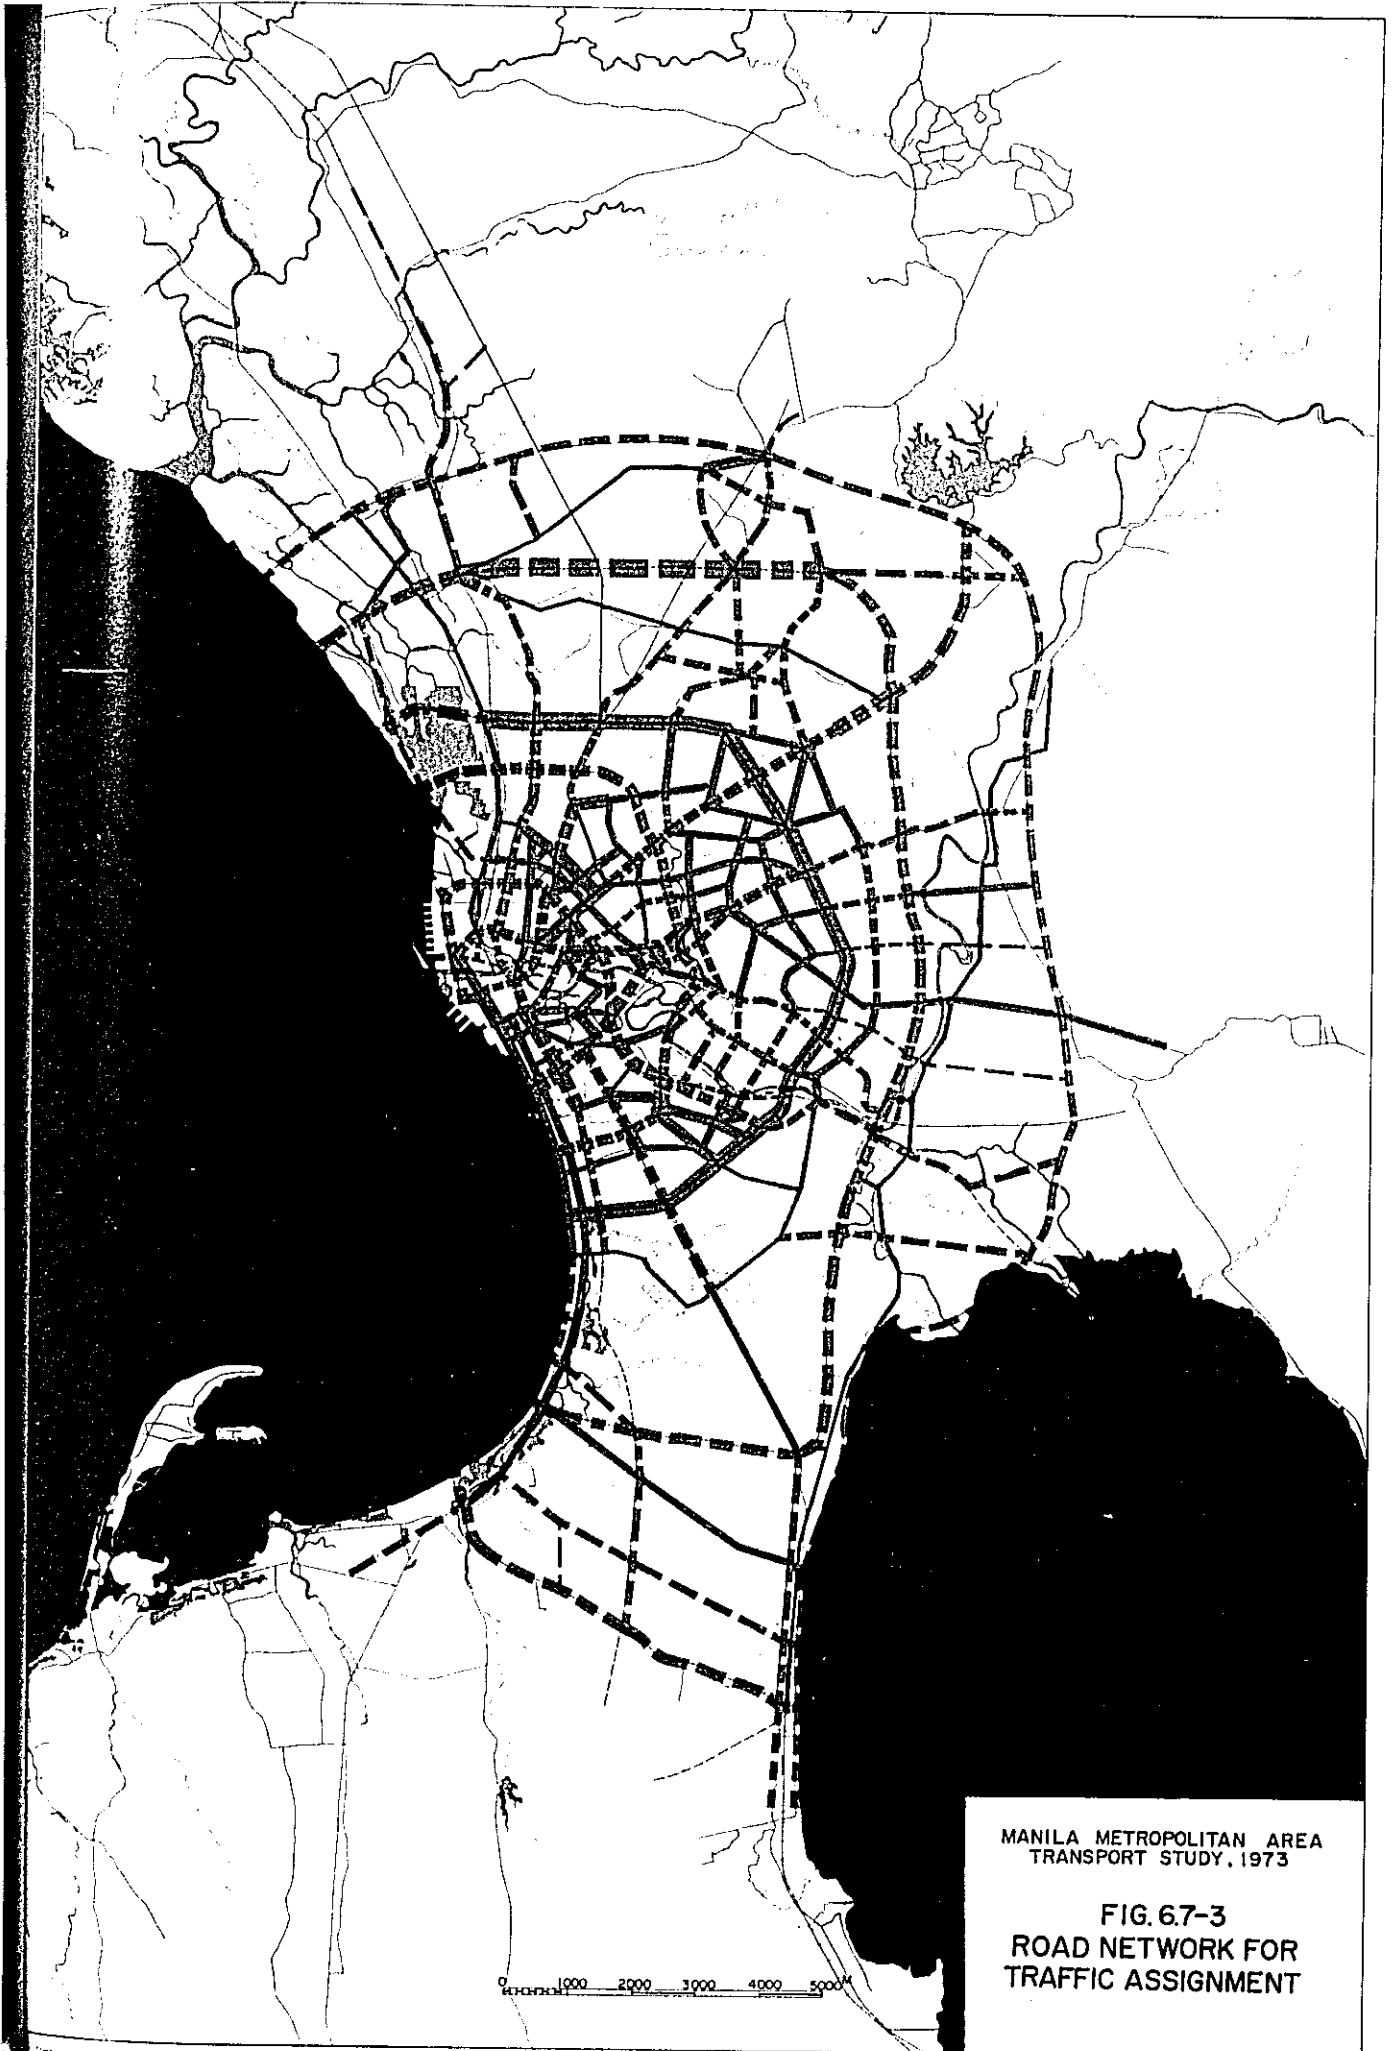 MANILA METROPOLITAN AREA
TRANSPORT STUDY, 1973
FIG. 6.7-3
ROAD NETWORK FOR
TRAFFIC ASSIGNMENT
0 1000 2000 3000 4000 5000M